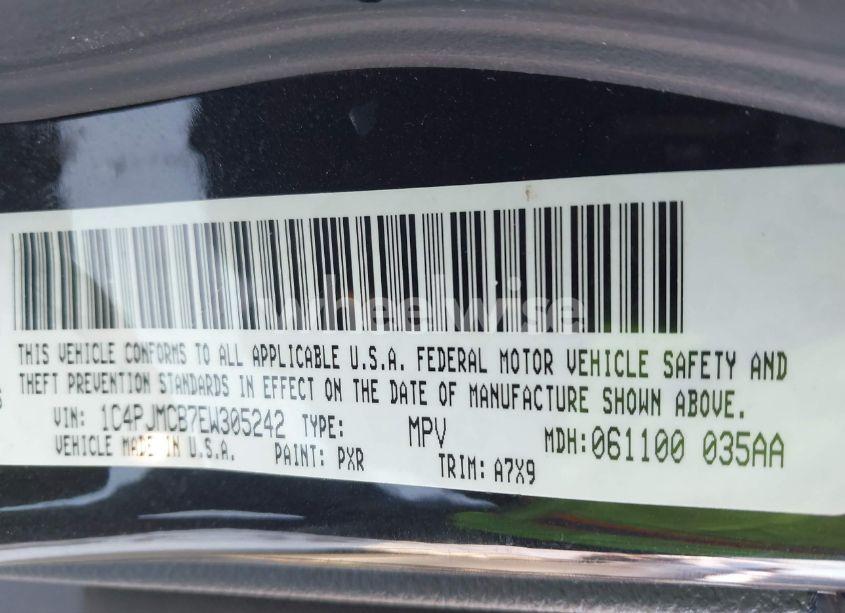 wheelwise
THIS VEHICLE CONFORMS TO ALL APPLICABLE U.S.A. FEDERAL MOTOR VEHICLE SAFETY AND
THEFT PREVENTION STANDARDS IN EFFECT ON THE DATE OF MANUFACTURE SHOWN ABOVE.
VIN: 1C4PJMCB7EW305242 TYPE: MPV MDH:061100 035AA
VEHICLE MADE IN U.S.A. PAINT: PXR TRIM: A7X9